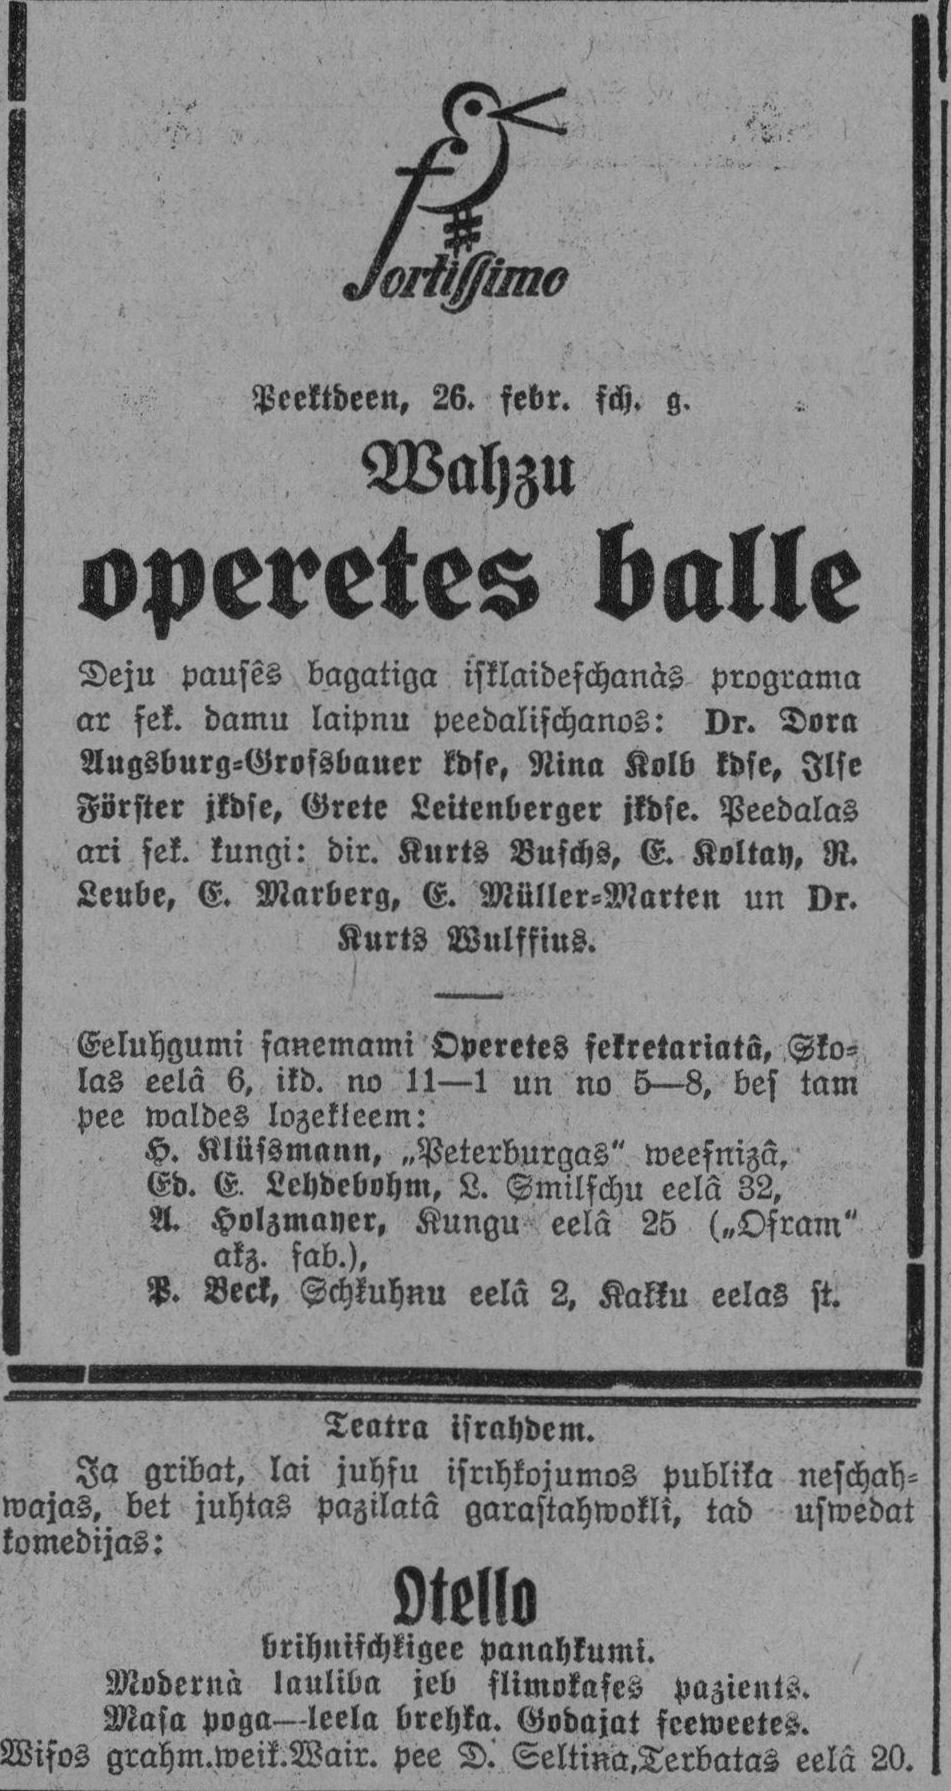 fortissimo
Peektdeen, 26. febr. sch. g.
Wahzu
operetes balle
Deju pausês bagatiga isklaideschanàs programa
ar sek. damu laipnu peedalischanos: Dr. Dora
Augsburg-Grossbauer kdse, Nina Kolb kdse, Ilse
Förster jkdse, Grete Leitenberger jkdse. Peedalas
ari sek. kungi: dir. Kurts Buschs, E. Koltay, R.
Leube, E. Marberg, E. Müller-Marten un Dr.
Kurts Wulffius.
Eeluhgumi sanemami Operetes sekretariatâ, Sko-
las eelâ 6, ikd. no 11—1 un no 5—8, bes tam
pee waldes lozekleem:
H. Klüssmann, „Peterburgas“ weesnizâ,
Ed. E. Lehdebohm, L. Smilschu eelâ 32,
A. Holzmayer, Kungu eelâ 25 („Osram“
akz. sab.),
P. Beck, Schkuhnu eelâ 2, Kalku eelas st.
Teatra israhdem.
Ja gribat, lai juhsu isrihkojumos publika neschah-
wajas, bet juhtas pazilatâ garastahwoklî, tad uswedat
komedijas:
Otello
brihnischkigee panahkumi.
Modernà lauliba jeb slimokases pazients.
Masa poga—leela brehka. Godajat seeweetes.
Wisos grahm.weik.Wair. pee D. Seltina,Terbatas eelâ 20.